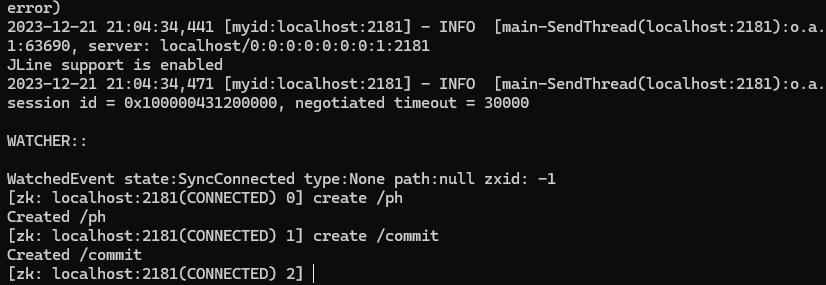 error)
2023-12-21 21:04:34,441 [myid:localhost:2181] - INFO  [main-SendThread(localhost:2181):o.a.
1:63690, server: localhost/0:0:0:0:0:0:0:1:2181
JLine support is enabled
2023-12-21 21:04:34,471 [myid:localhost:2181] - INFO  [main-SendThread(localhost:2181):o.a.
session id = 0x100000431200000, negotiated timeout = 30000
WATCHER::
WatchedEvent state:SyncConnected type:None path:null zxid: -1
[zk: localhost:2181(CONNECTED) 0] create /ph
Created /ph
[zk: localhost:2181(CONNECTED) 1] create /commit
Created /commit
[zk: localhost:2181(CONNECTED) 2]